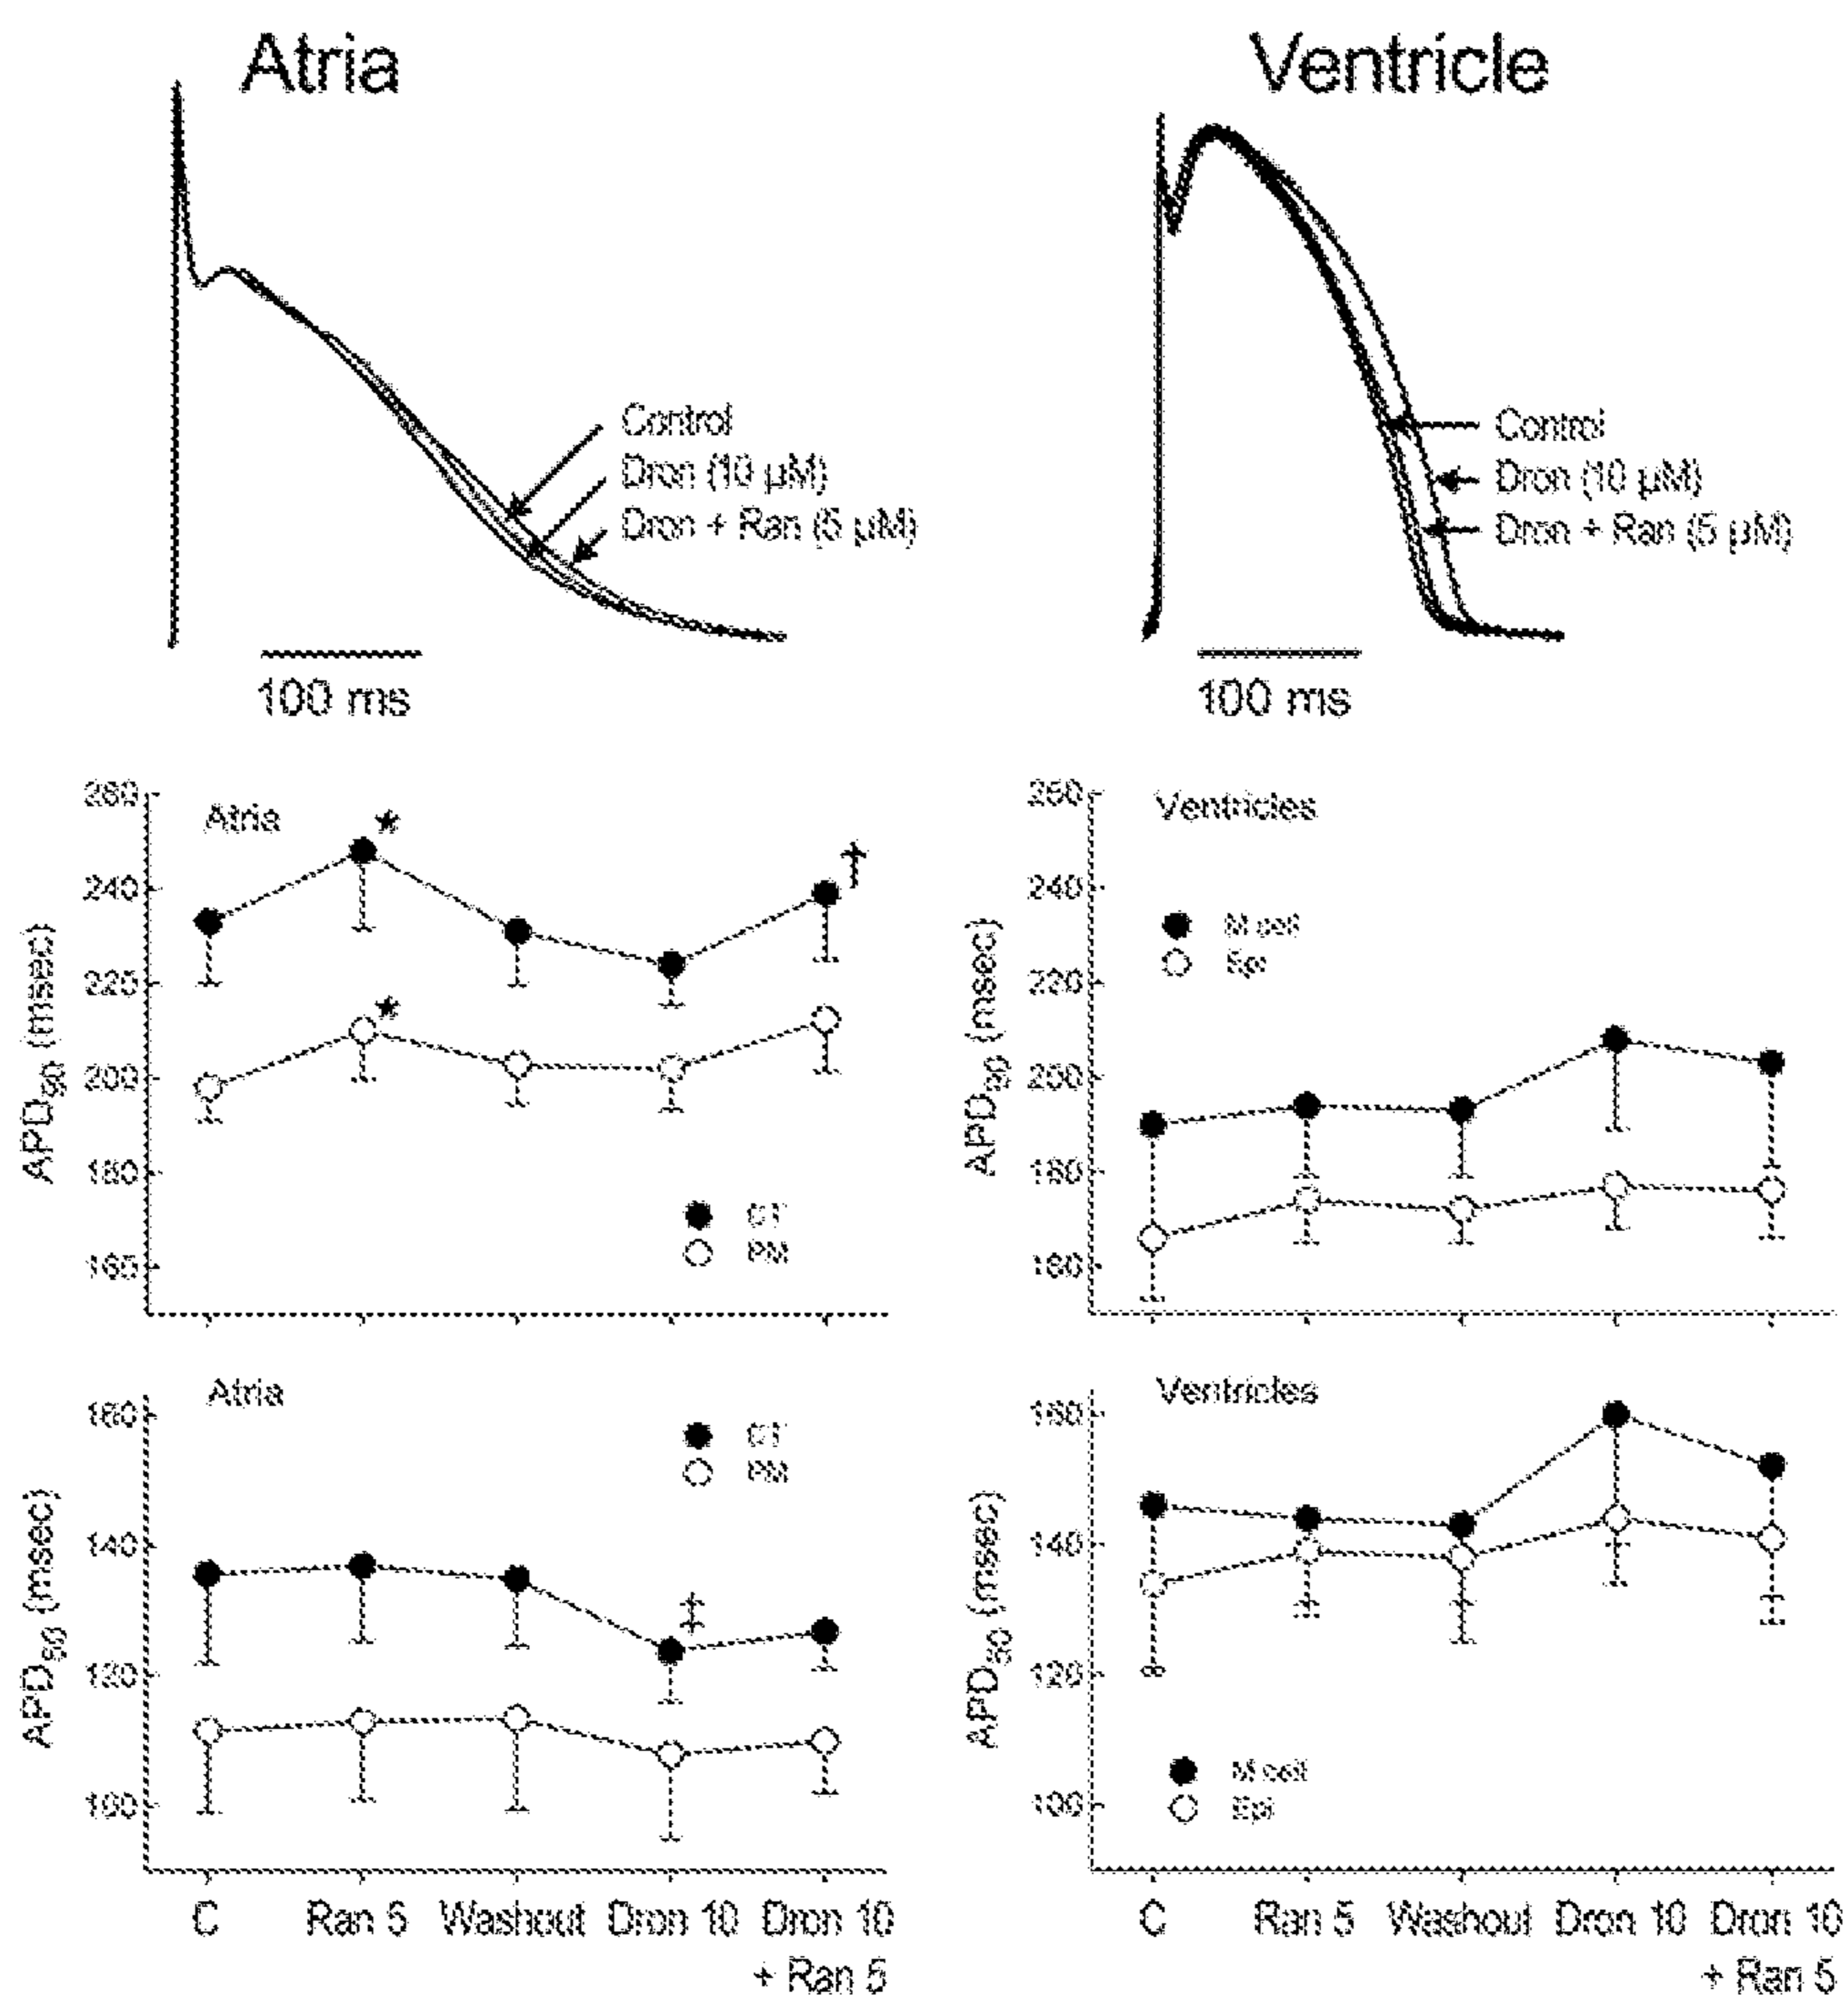 Atria
Ventricle
Control
Dron (10 µM)
Dron + Ran (5 µM)
100 ms
Control
Dron (10 µM)
Dron + Ran (5 µM)
100 ms
Atria
*
†
*
260
240
220
200
180
160
APD90 (msec)
CT
PM
Ventricles
260
240
220
200
180
160
APD90 (msec)
M cell
Epi
Atria
160
140
120
100
APD50 (msec)
CT
PM
‡
C
Ran 5
Washout
Dron 10
Dron 10
+ Ran 5
Ventricles
160
140
120
100
APD50 (msec)
M cell
Epi
C
Ran 5
Washout
Dron 10
Dron 10
+ Ran 5